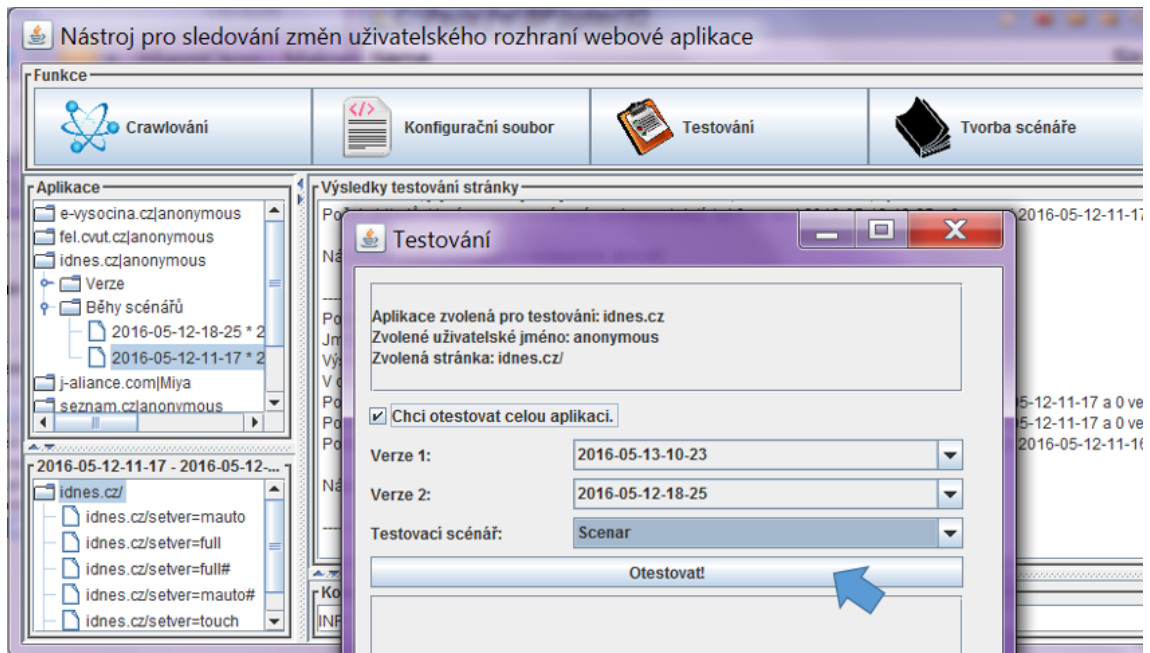 Nástroj pro sledování změn uživatelského rozhraní webové aplikace
Funkce
Crawlování
Konfigurační soubor
Testování
Tvorba scénáře
Aplikace
e-vysocina.cz|anonymous
fel.cvut.cz|anonymous
idnes.cz|anonymous
Verze
Běhy scénářů
2016-05-12-18-25 * 2
2016-05-12-11-17 * 2
j-aliance.com|Miya
seznam.cz|anonymous
2016-05-12-11-17 - 2016-05-12-...
idnes.cz/
idnes.cz/setver=mauto
idnes.cz/setver=full
idnes.cz/setver=full#
idnes.cz/setver=mauto#
idnes.cz/setver=touch
Výsledky testování stránky
2016-05-12-11-17
5-12-11-17 a 0 ve
5-12-11-17 a 0 ve
2016-05-12-11-16
Testování
Aplikace zvolená pro testování: idnes.cz
Zvolené uživatelské jméno: anonymous
Zvolená stránka: idnes.cz/
Chci otestovat celou aplikaci.
Verze 1: 2016-05-13-10-23
Verze 2: 2016-05-12-18-25
Testovací scénář: Scenar
Otestovat!